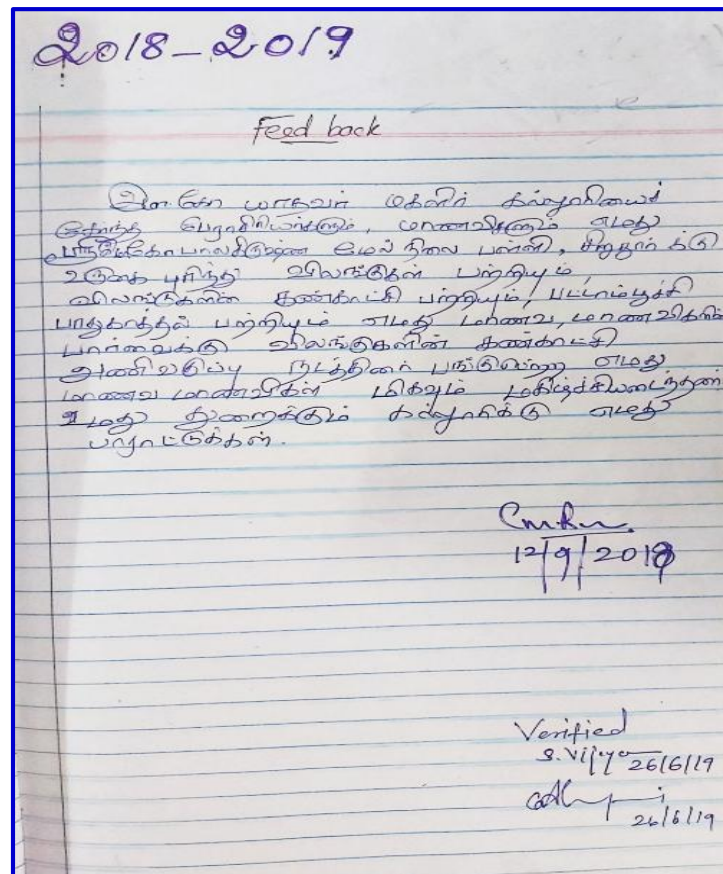 2018-2019
Feed back
இ.எ.கோ யாதவர் மகளிர் கல்லூரியைச்
சேர்ந்த பேராசிரியர்களும், மாணவிகளும் எமது
கோபாலகிருஷ்ண மேல் நிலை பள்ளி, க்கு
வருகை புரிந்து விலங்குகள் பற்றியும்,
விலங்குகளின் கண்காட்சி பற்றியும், பட்டாம்பூச்சி
பாதுகாத்தல் பற்றியும் எமது மாணவ, மாணவிகளின்
பார்வைக்கு விலங்குகளின் கண்காட்சி
அணிவகுப்பு நடத்தினர் பங்குபெற்ற எமது
மாணவ மாணவிகள் மிகவும் மகிழ்ச்சியடைந்தனர்
உமது துறைக்கும் கல்லூரிக்கு எமது
பாராட்டுக்கள்.
12/9/2018
Verified
S. Vijaya 26/6/19
26/6/19